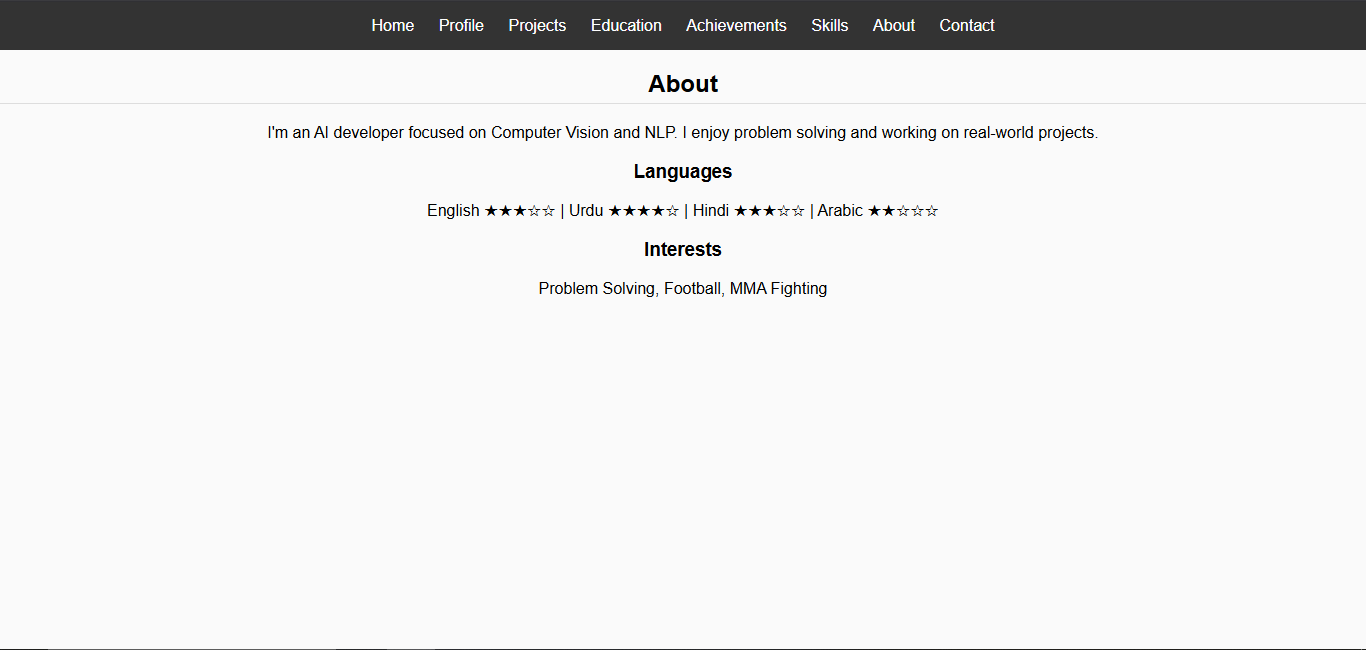 Home Profile Projects Education Achievements Skills About Contact
About
I'm an AI developer focused on Computer Vision and NLP. I enjoy problem solving and working on real-world projects.
Languages
English ★★★☆☆ | Urdu ★★★★☆ | Hindi ★★★☆☆ | Arabic ★★☆☆☆
Interests
Problem Solving, Football, MMA Fighting